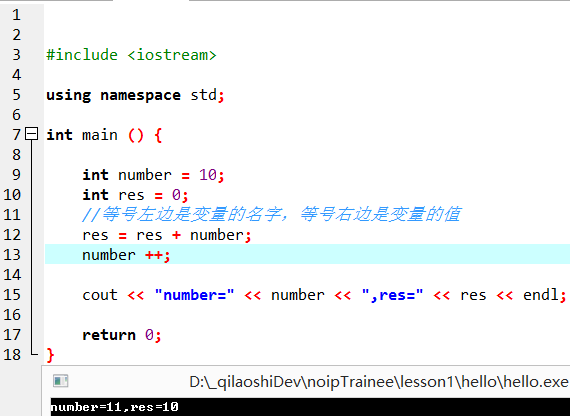 1
2
3 #include <iostream>
4
5 using namespace std;
6
7 int main () {
8
9 int number = 10;
10 int res = 0;
11 //等号左边是变量的名字, 等号右边是变量的值
12 res = res + number;
13 number ++;
14
15 cout << "number=" << number << ",res=" << res << endl;
16
17 return 0;
18 }
D:\_qilaoshiDev\noipTrainee\lesson1\hello\hello.exe
number=11,res=10